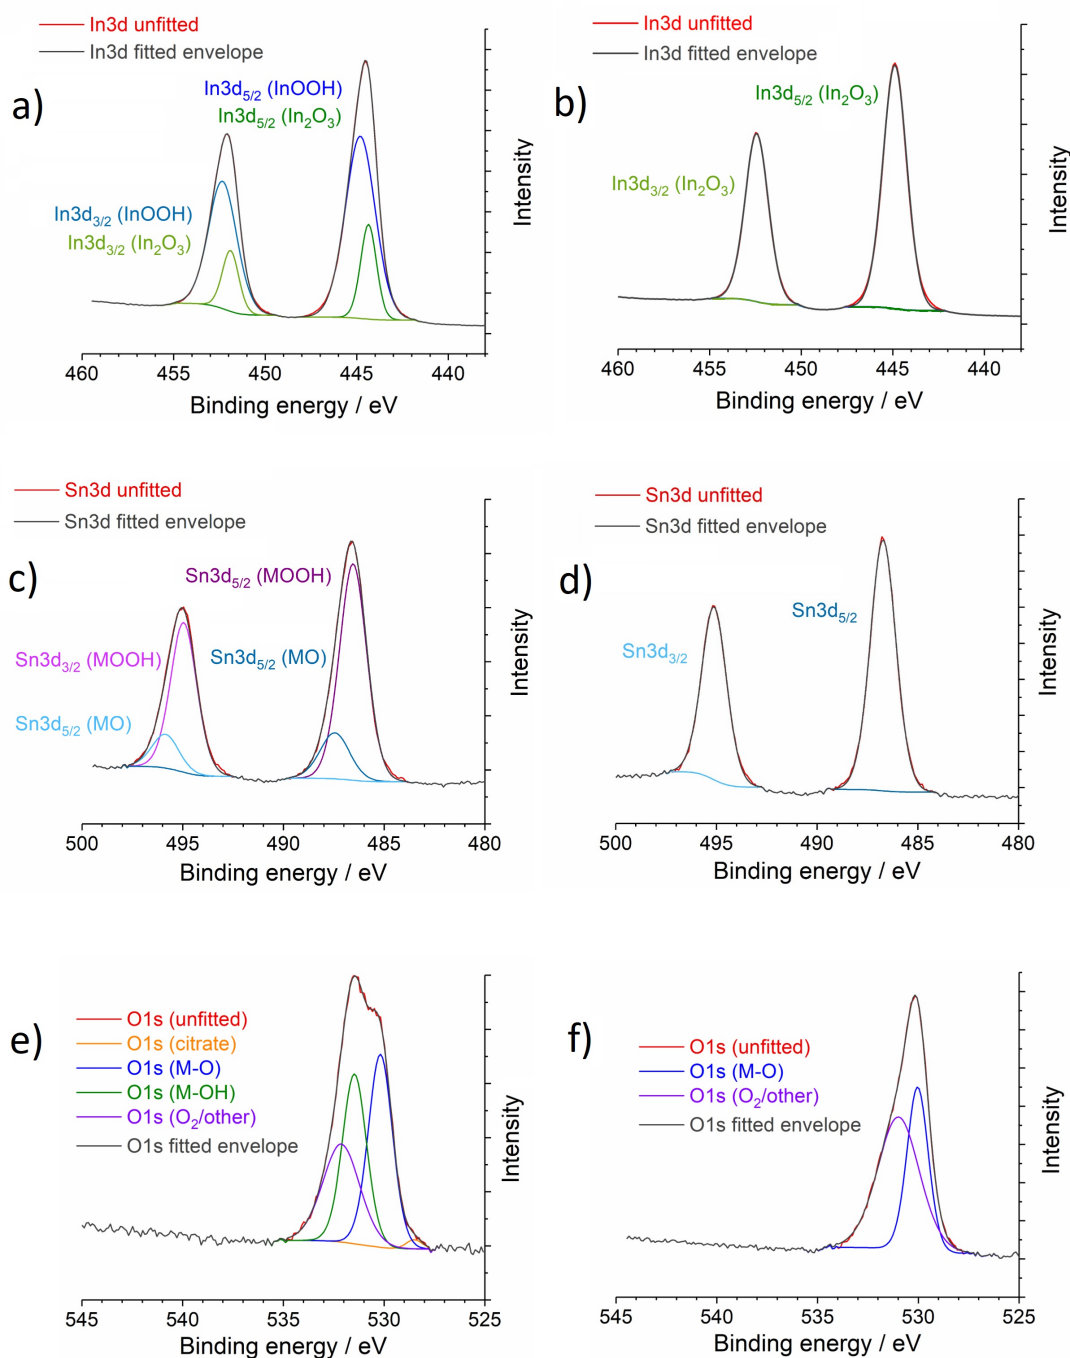 In3d unfitted
In3d fitted envelope
a)
In3d5/2 (InOOH)
In3d5/2 (In2O3)
In3d3/2 (InOOH)
In3d3/2 (In2O3)
Intensity
460 455 450 445 440
Binding energy / eV
In3d unfitted
In3d fitted envelope
b)
In3d5/2 (In2O3)
In3d3/2 (In2O3)
Intensity
460 455 450 445 440
Binding energy / eV
Sn3d unfitted
Sn3d fitted envelope
c)
Sn3d5/2 (MOOH)
Sn3d3/2 (MOOH)
Sn3d5/2 (MO)
Sn3d5/2 (MO)
Intensity
500 495 490 485 480
Binding energy / eV
Sn3d unfitted
Sn3d fitted envelope
d)
Sn3d5/2
Sn3d3/2
Intensity
500 495 490 485 480
Binding energy / eV
e)
O1s (unfitted)
O1s (citrate)
O1s (M-O)
O1s (M-OH)
O1s (O2/other)
O1s fitted envelope
Intensity
545 540 535 530 525
Binding energy / eV
f)
O1s (unfitted)
O1s (M-O)
O1s (O2/other)
O1s fitted envelope
Intensity
545 540 535 530 525
Binding energy / eV